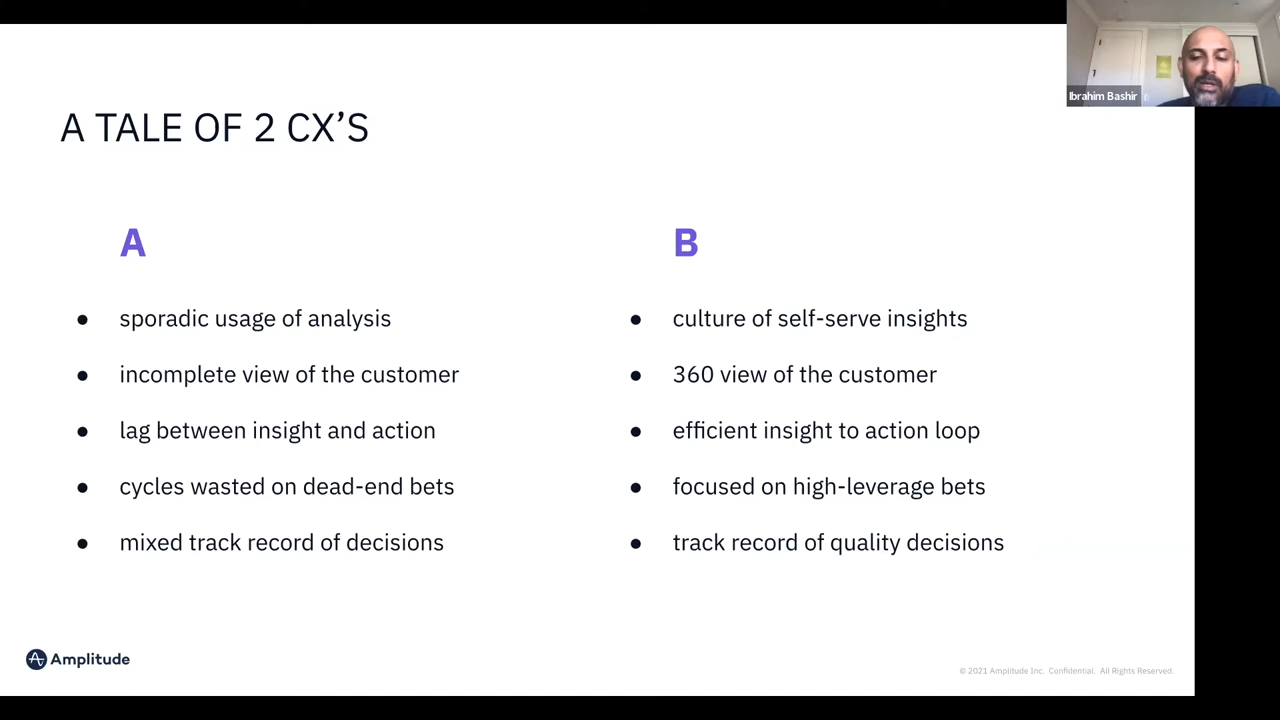 Ibrahim Bashir
A TALE OF 2 CX’S
A
● sporadic usage of analysis
● incomplete view of the customer
● lag between insight and action
● cycles wasted on dead-end bets
● mixed track record of decisions
B
● culture of self-serve insights
● 360 view of the customer
● efficient insight to action loop
● focused on high-leverage bets
● track record of quality decisions
Amplitude
© 2021 Amplitude Inc. Confidential. All Rights Reserved.